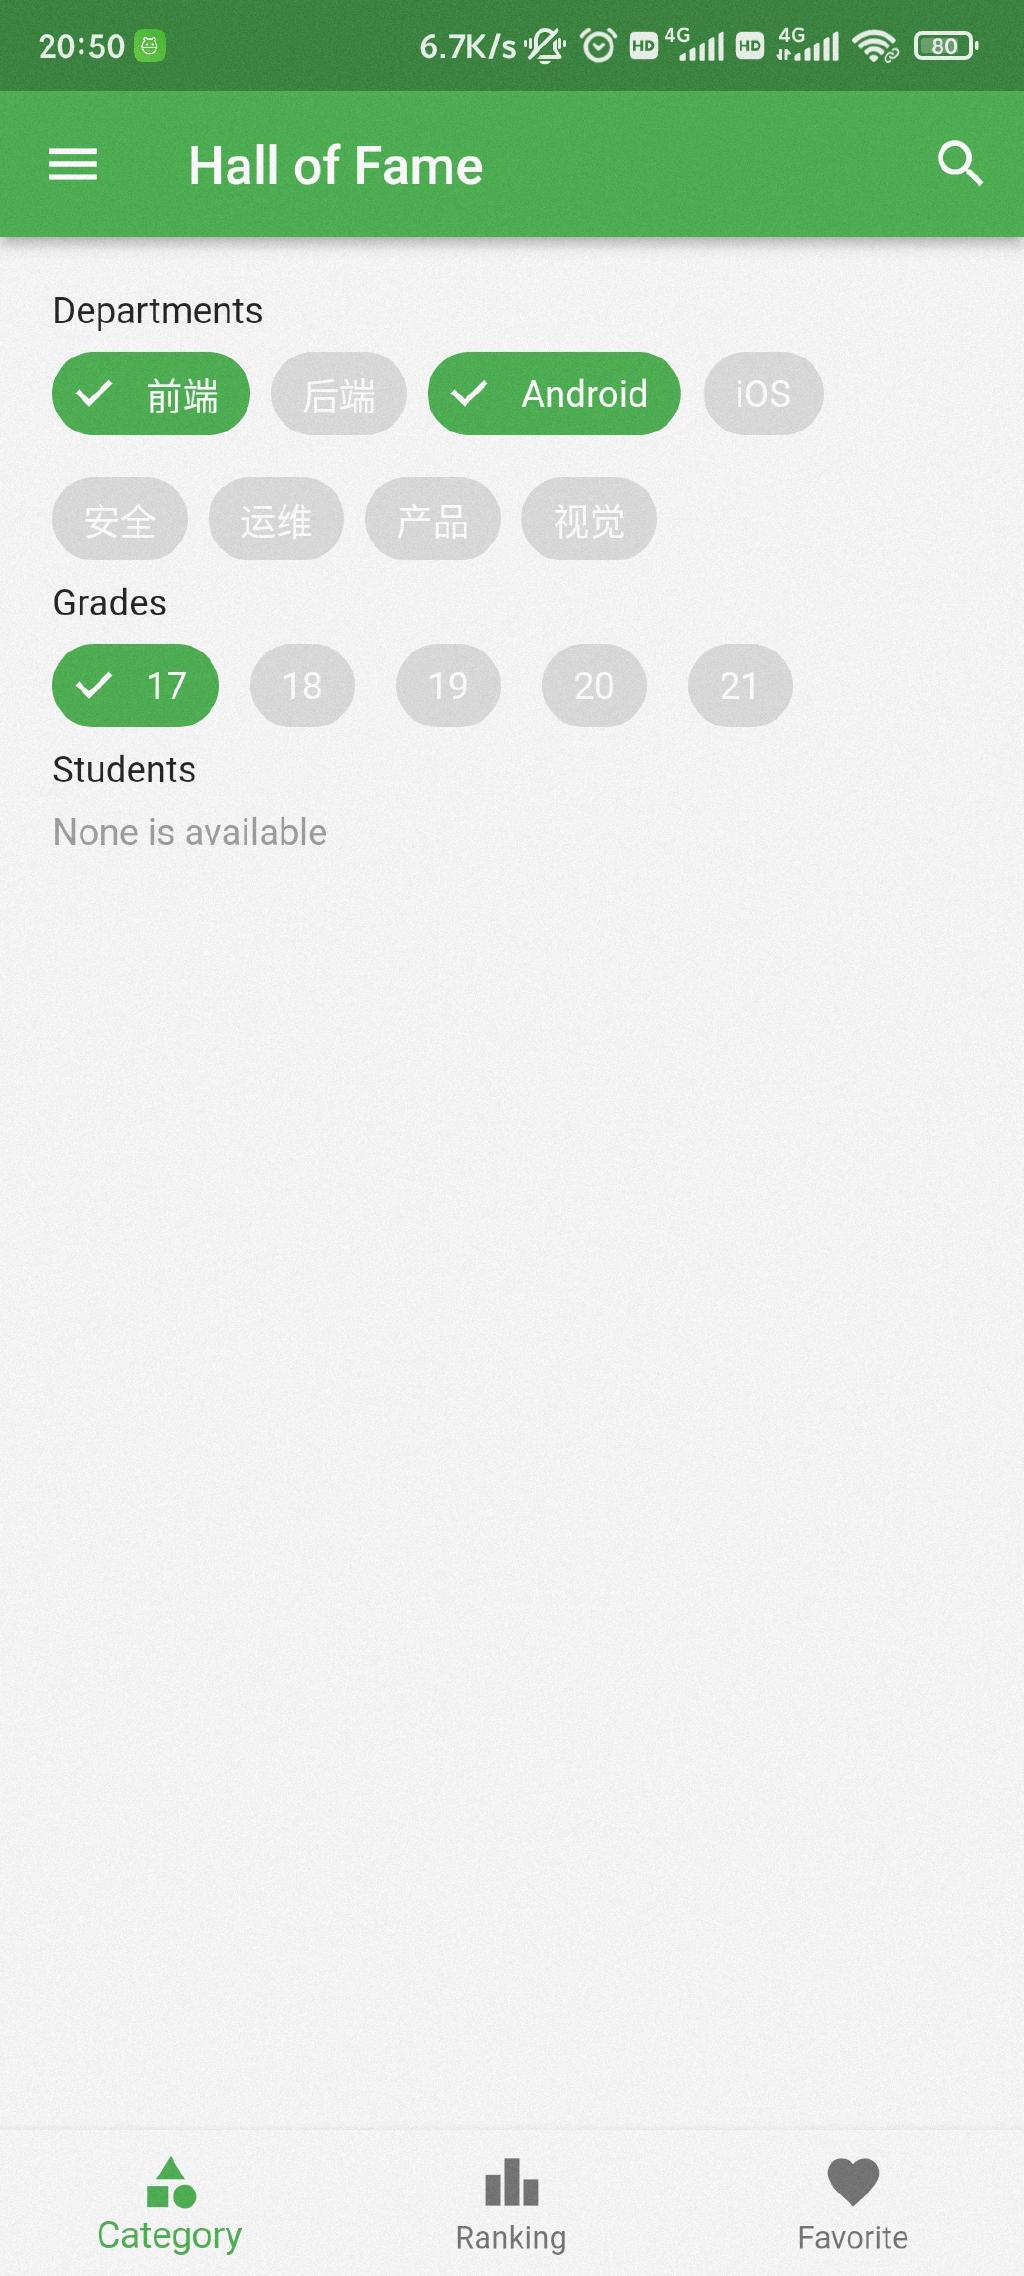 20:50 6.7K/s HD 4G HD 4G 80
Hall of Fame
Departments
前端 后端 Android iOS
安全 运维 产品 视觉
Grades
17 18 19 20 21
Students
None is available
Category Ranking Favorite